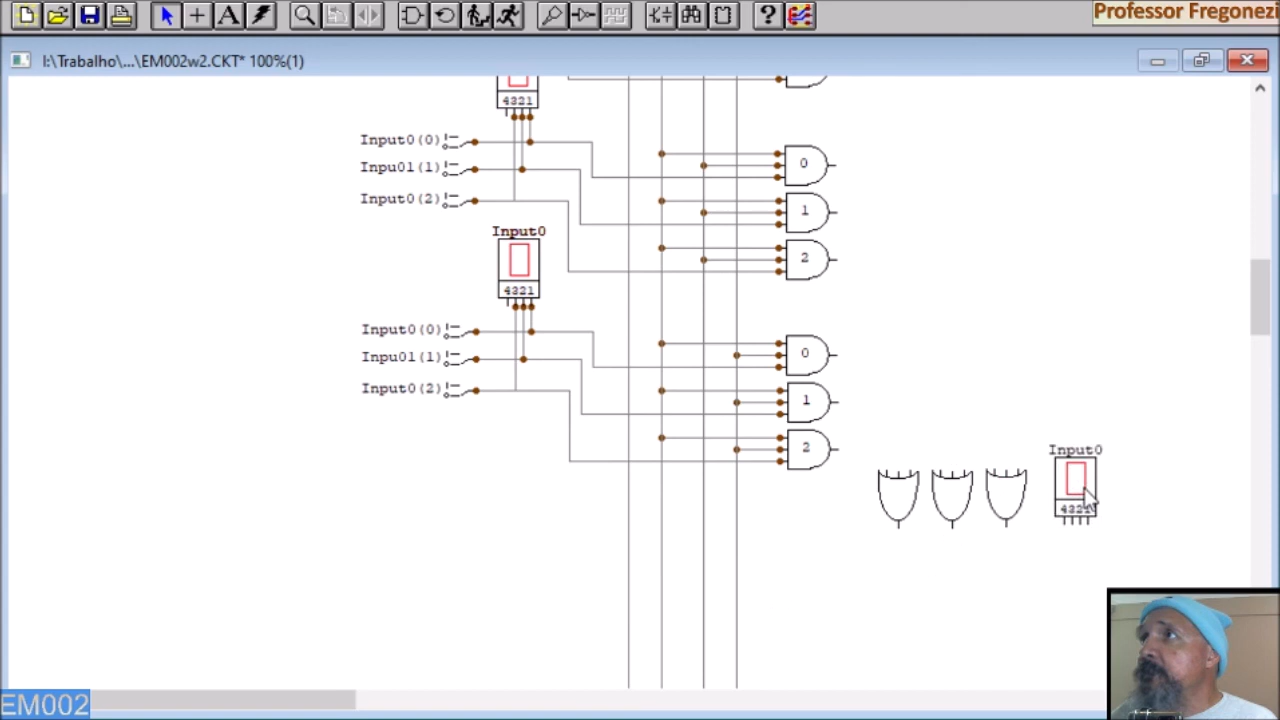 Professor Fregonezi
I:\Trabalho\...\EM002w2.CKT* 100%(1)
4321
Input0(0)
Inpu01(1)
Input0(2)
0
1
2
Input0
4321
Input0(0)
Inpu01(1)
Input0(2)
0
1
2
Input0
4321
EM002